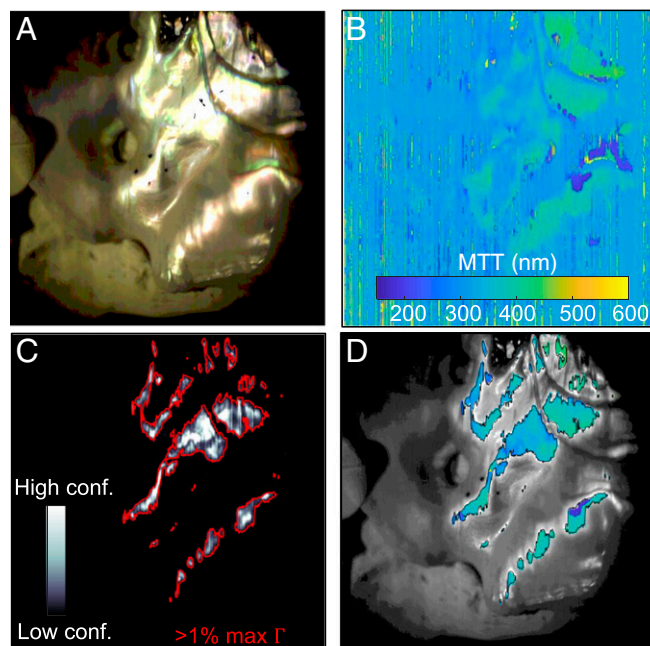 A
B
MTT (nm)
200 300 400 500 600
C
High conf.
Low conf.
>1% max Γ
D